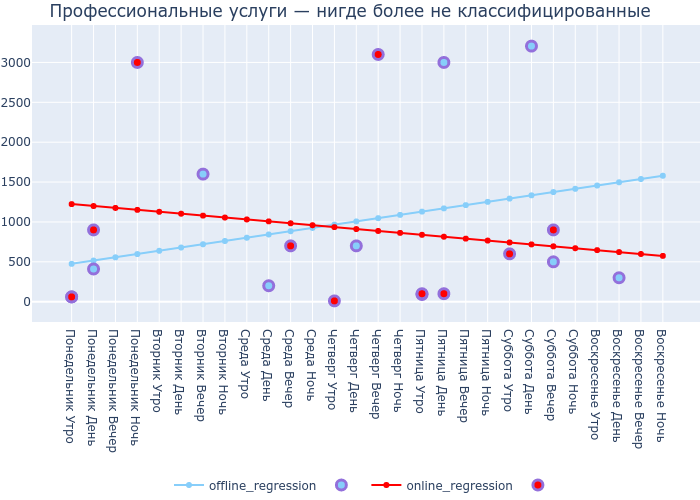 Профессиональные услуги — нигде более не классифицированные
3000
2500
2000
1500
1000
500
0
Понедельник Утро
Понедельник День
Понедельник Вечер
Понедельник Ночь
Вторник Утро
Вторник День
Вторник Вечер
Вторник Ночь
Среда Утро
Среда День
Среда Вечер
Среда Ночь
Четверг Утро
Четверг День
Четверг Вечер
Четверг Ночь
Пятница Утро
Пятница День
Пятница Вечер
Пятница Ночь
Суббота Утро
Суббота День
Суббота Вечер
Суббота Ночь
Воскресенье Утро
Воскресенье День
Воскресенье Вечер
Воскресенье Ночь
offline_regression
online_regression